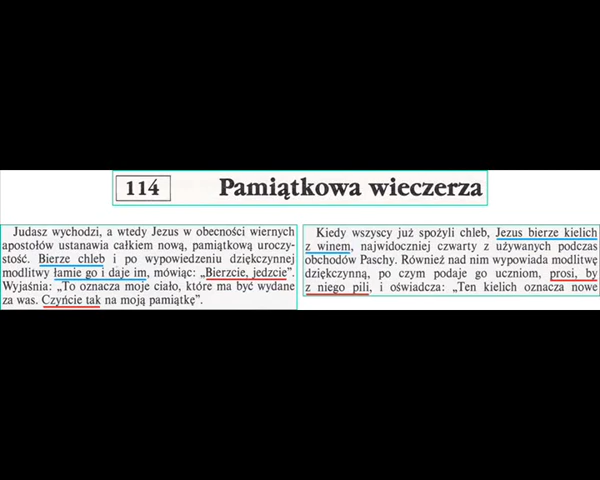 114 Pamiątkowa wieczerza
Judasz wychodzi, a wtedy Jezus w obecności wiernych
apostołów ustanawia całkiem nową, pamiątkową uroczy-
stość. Bierze chleb i po wypowiedzeniu dziękczynnej
modlitwy łamie go i daje im, mówiąc: „Bierzcie, jedzcie”.
Wyjaśnia: „To oznacza moje ciało, które ma być wydane
za was. Czyńcie tak na moją pamiątkę”.
Kiedy wszyscy już spożyli chleb, Jezus bierze kielich
z winem, najwidoczniej czwarty z używanych podczas
obchodów Paschy. Również nad nim wypowiada modlitwę
dziękczynną, po czym podaje go uczniom, prosi, by
z niego pili, i oświadcza: „Ten kielich oznacza nowe